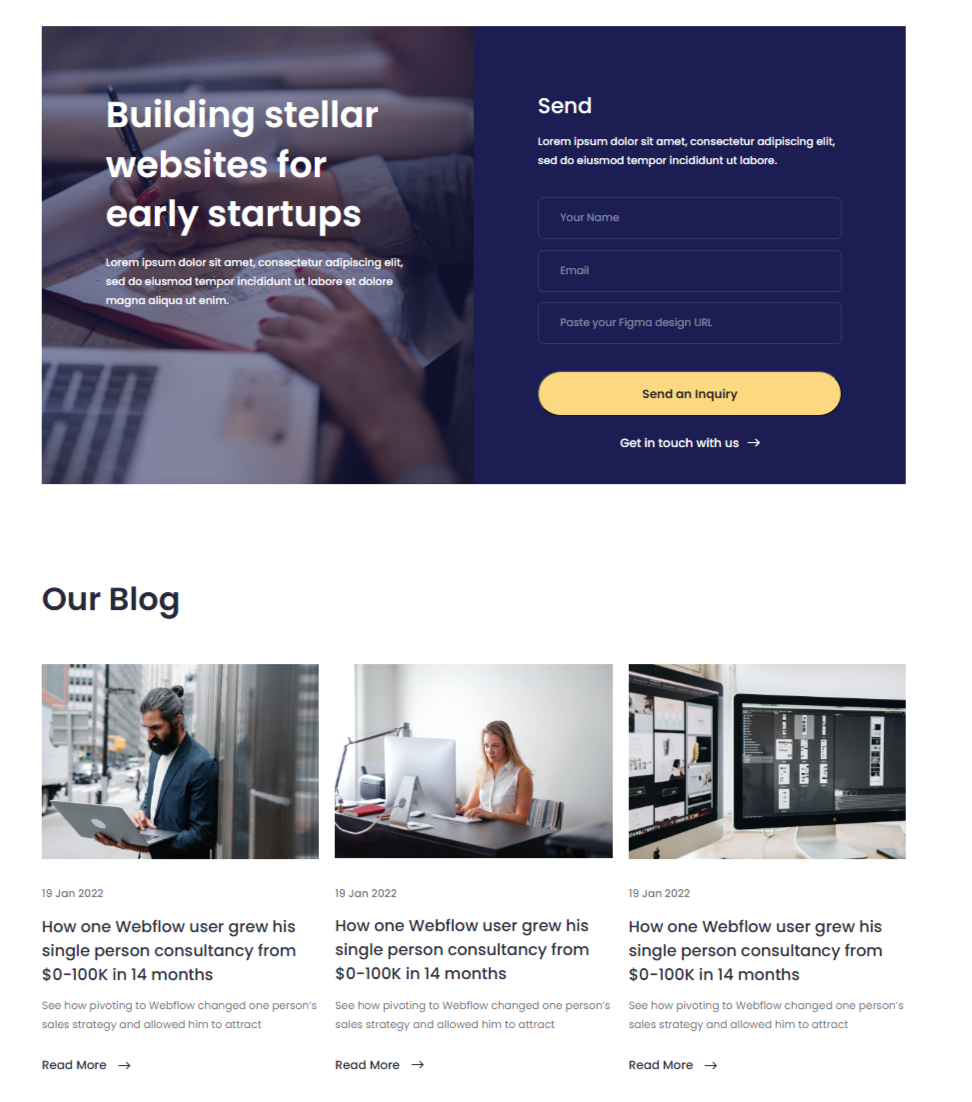 Building stellar
websites for
early startups
Lorem ipsum dolor sit amet, consectetur adipiscing elit,
sed do eiusmod tempor incididunt ut labore et dolore
magna aliqua ut enim.
Send
Lorem ipsum dolor sit amet, consectetur adipiscing elit,
sed do eiusmod tempor incididunt ut labore.
Your Name
Email
Paste your Figma design URL
Send an Inquiry
Get in touch with us →
Our Blog
19 Jan 2022
How one Webflow user grew his
single person consultancy from
$0-100K in 14 months
See how pivoting to Webflow changed one person's
sales strategy and allowed him to attract
Read More →
19 Jan 2022
How one Webflow user grew his
single person consultancy from
$0-100K in 14 months
See how pivoting to Webflow changed one person's
sales strategy and allowed him to attract
Read More →
19 Jan 2022
How one Webflow user grew his
single person consultancy from
$0-100K in 14 months
See how pivoting to Webflow changed one person's
sales strategy and allowed him to attract
Read More →